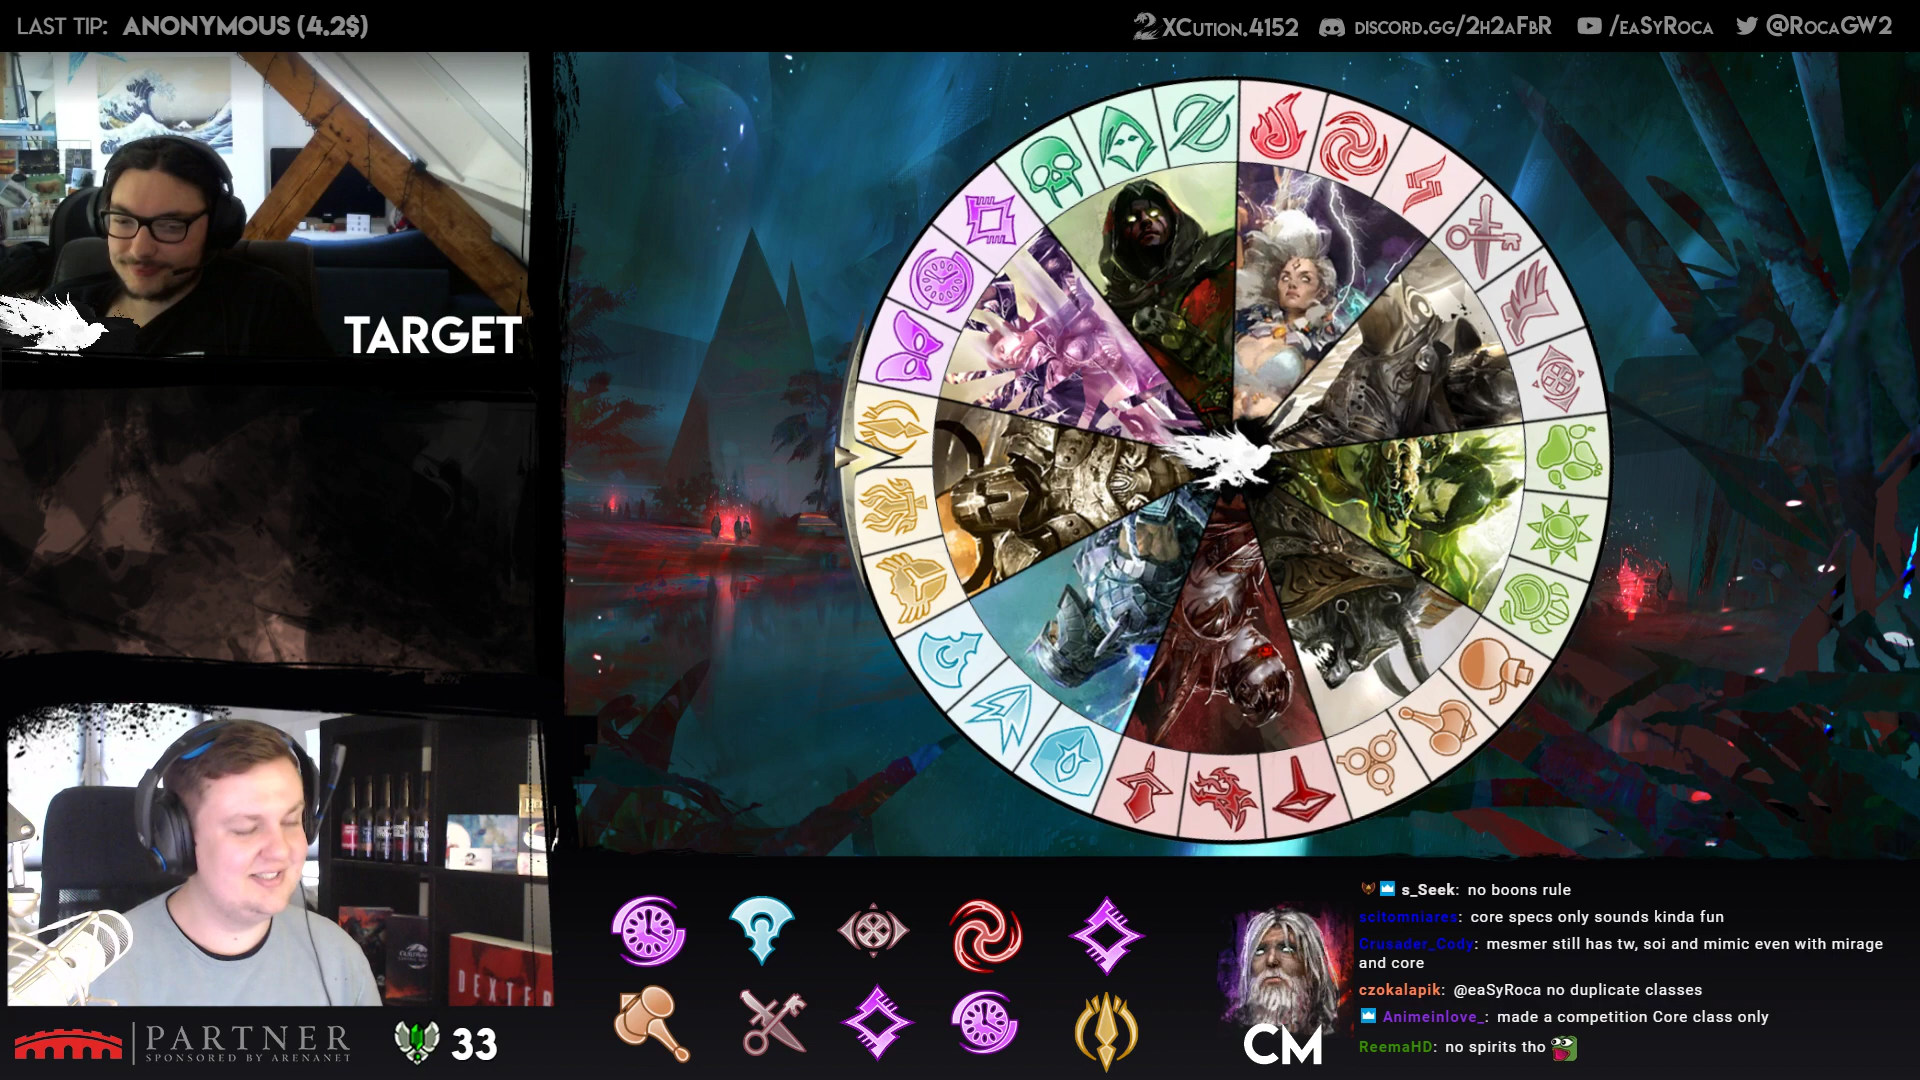 LAST TIP: ANONYMOUS (4.2$)
XCution.4152
discord.gg/2h2aFbR
/eaSyRoca
@RocaGW2
TARGET
DEXTER
PARTNER
SPONSORED BY ARENANET
33
CM
s_Seek: no boons rule
scitomniares: core specs only sounds kinda fun
Crusader_Cody: mesmer still has tw, soi and mimic even with mirage
and core
czokalapik: @eaSyRoca no duplicate classes
Animeinlove_: made a competition Core class only
ReemaHD: no spirits tho